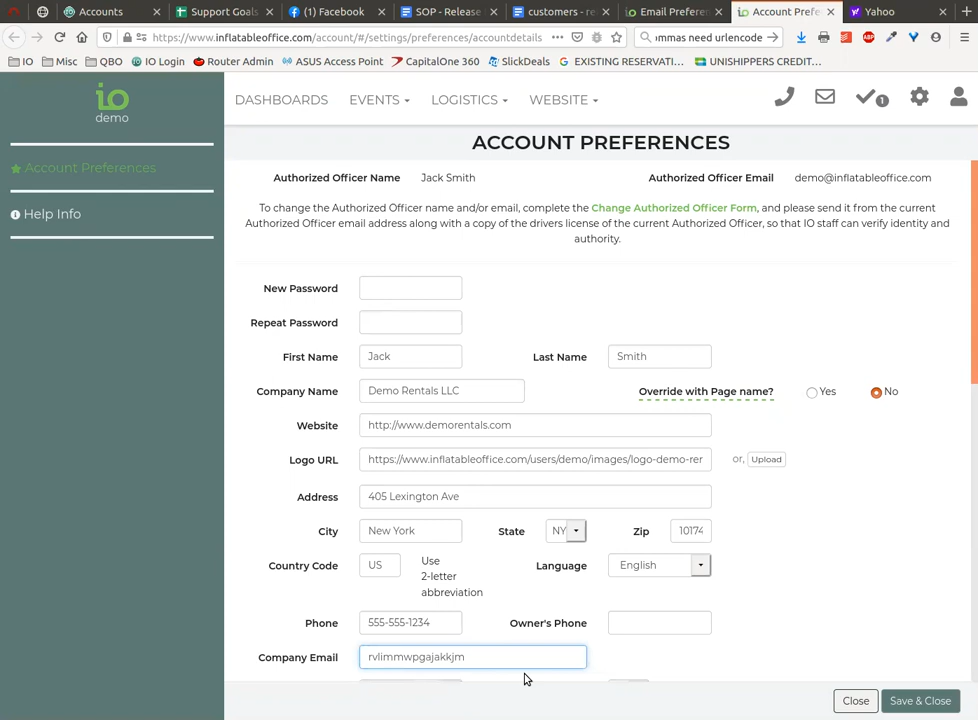 Accounts
Support Goals
(1) Facebook
SOP - Release
customers - re
Email Preferen
Account Prefe
Yahoo
https://www.inflatableoffice.com/account/#/settings/preferences/accountdetails
ımmas need urlencode
IO
Misc
QBO
IO Login
Router Admin
ASUS Access Point
CapitalOne 360
SlickDeals
EXISTING RESERVATI...
UNISHIPPERS CREDIT...
io
demo
DASHBOARDS
EVENTS
LOGISTICS
WEBSITE
1
Account Preferences
Help Info
ACCOUNT PREFERENCES
Authorized Officer Name Jack Smith Authorized Officer Email demo@inflatableoffice.com
To change the Authorized Officer name and/or email, complete the Change Authorized Officer Form, and please send it from the current
Authorized Officer email address along with a copy of the drivers license of the current Authorized Officer, so that IO staff can verify identity and
authority.
New Password
Repeat Password
First Name Jack Last Name Smith
Company Name Demo Rentals LLC Override with Page name? Yes No
Website http://www.demorentals.com
Logo URL https://www.inflatableoffice.com/users/demo/images/logo-demo-rer or, Upload
Address 405 Lexington Ave
City New York State NY Zip 10174
Country Code US Use
2-letter
abbreviation
Language English
Phone 555-555-1234 Owner's Phone
Company Email rvlimmwpgajakkjm
Close Save & Close